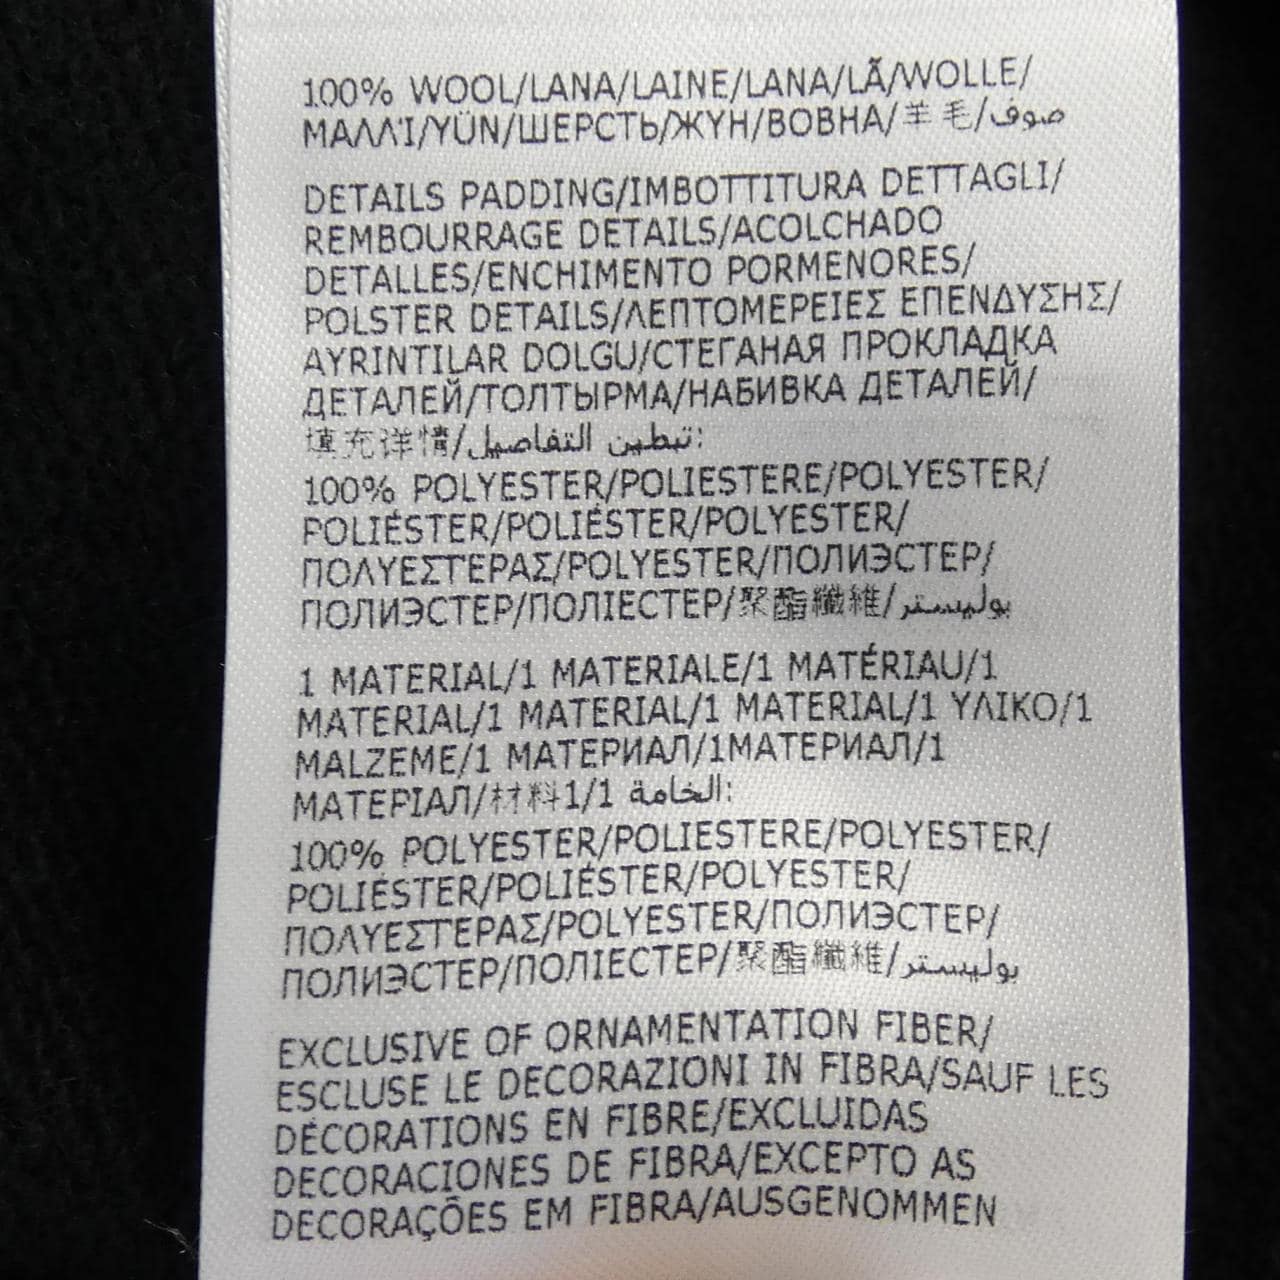 100% WOOL/LANA/LAINE/LANA/LÃ/WOLLE/
ΜΑΛΛΊ/YÜN/ШЕРСТЬ/ЖҮН/ВОВНА/羊毛/صوف
DETAILS PADDING/IMBOTTITURA DETTAGLI/
REMBOURRAGE DETAILS/ACOLCHADO
DETALLES/ENCHIMENTO PORMENORES/
POLSTER DETAILS/ΛΕΠΤΟΜΕΡΕΙΕΣ ΕΠΕΝΔΥΣΗΣ/
AYRINTILAR DOLGU/СТЕГАНАЯ ПРОКЛАДКА
ДЕТАЛЕЙ/ТОЛТЫРМА/НАБИВКА ДЕТАЛЕЙ/
填充详情/تبطين التفاصيل:
100% POLYESTER/POLIESTERE/POLYESTER/
POLIÉSTER/POLIÉSTER/POLYESTER/
ΠΟΛΥΕΣΤΕΡΑΣ/POLYESTER/ПОЛИЭСТЕР/
ПОЛИЭСТЕР/ПОЛІЕСТЕР/聚酯纖維/بوليستر
1 MATERIAL/1 MATERIALE/1 MATÉRIAU/1
MATERIAL/1 MATERIAL/1 MATERIAL/1 ΥΛΙΚΟ/1
MALZEME/1 МАТЕРИАЛ/1МАТЕРИАЛ/1
МАТЕРІАЛ/材料1/1 الخامة:
100% POLYESTER/POLIESTERE/POLYESTER/
POLIÉSTER/POLIÉSTER/POLYESTER/
ΠΟΛΥΕΣΤΕΡΑΣ/POLYESTER/ПОЛИЭСТЕР/
ПОЛИЭСТЕР/ПОЛІЕСТЕР/聚酯纖維/بوليستر
EXCLUSIVE OF ORNAMENTATION FIBER/
ESCLUSE LE DECORAZIONI IN FIBRA/SAUF LES
DÉCORATIONS EN FIBRE/EXCLUIDAS
DECORACIONES DE FIBRA/EXCEPTO AS
DECORAÇÕES EM FIBRA/AUSGENOMMEN